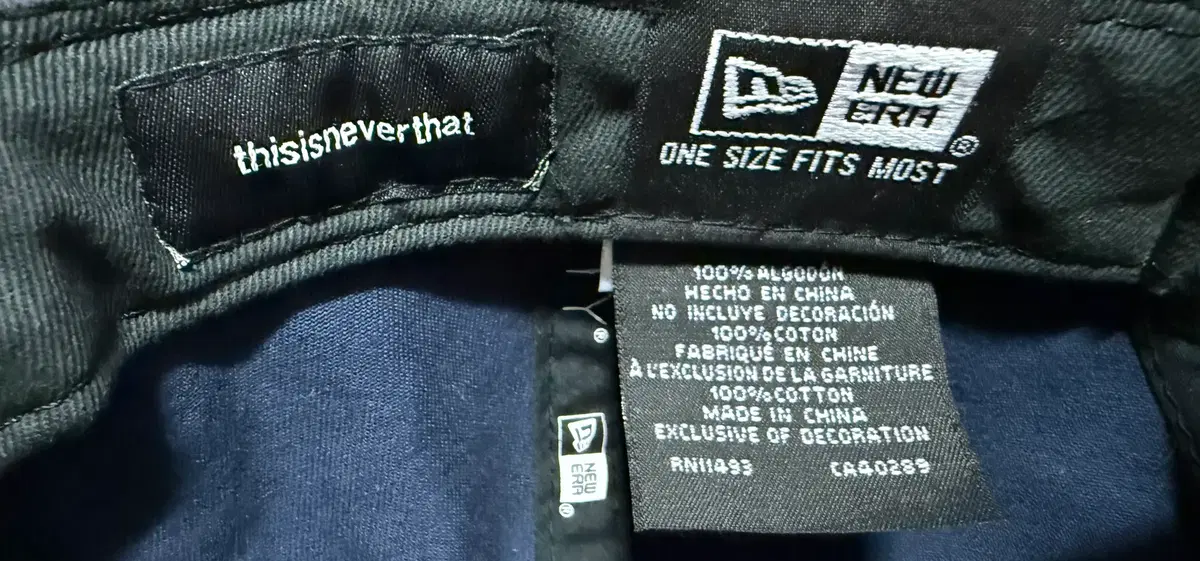 thisisneverthat
NEW
ERA
®
ONE SIZE FITS MOST
100% ALGODÓN
HECHO EN CHINA
NO INCLUYE DECORACIÓN
100% COTON
FABRIQUÉ EN CHINE
À L'EXCLUSION DE LA GARNITURE
100% COTTON
MADE IN CHINA
EXCLUSIVE OF DECORATION
RN11493 CA40289
®
NEW
ERA
®